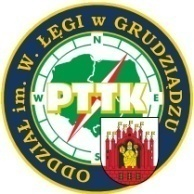 ODDZIAŁ im. W. ŁĘGI w GRUDZIĄDZU
N
W PTTK E
S